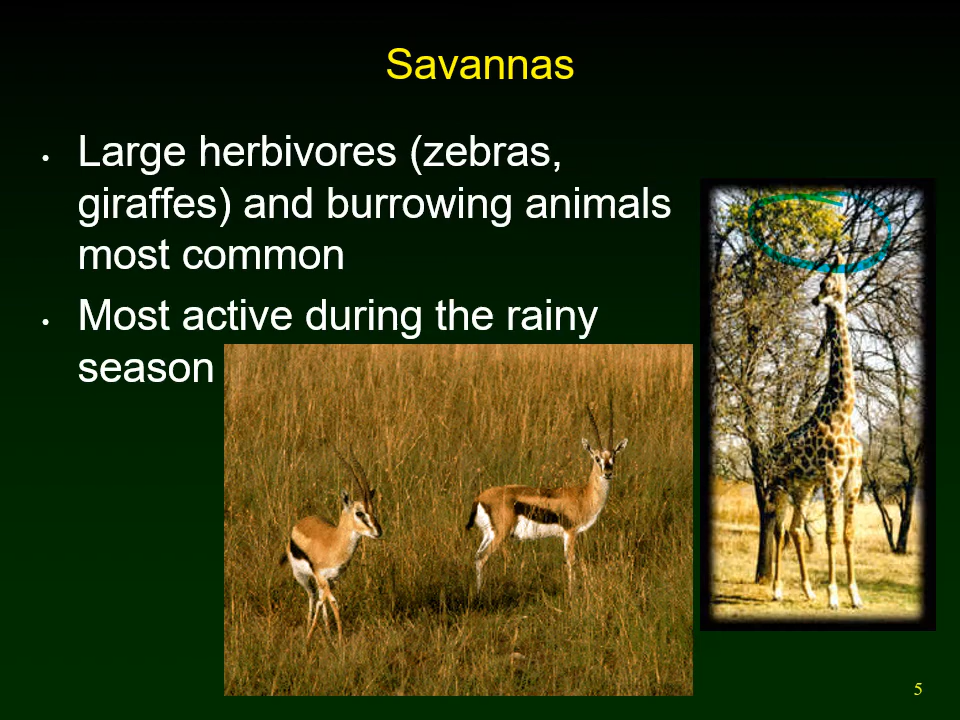 Savannas
• Large herbivores (zebras,
giraffes) and burrowing animals
most common
• Most active during the rainy
season
5